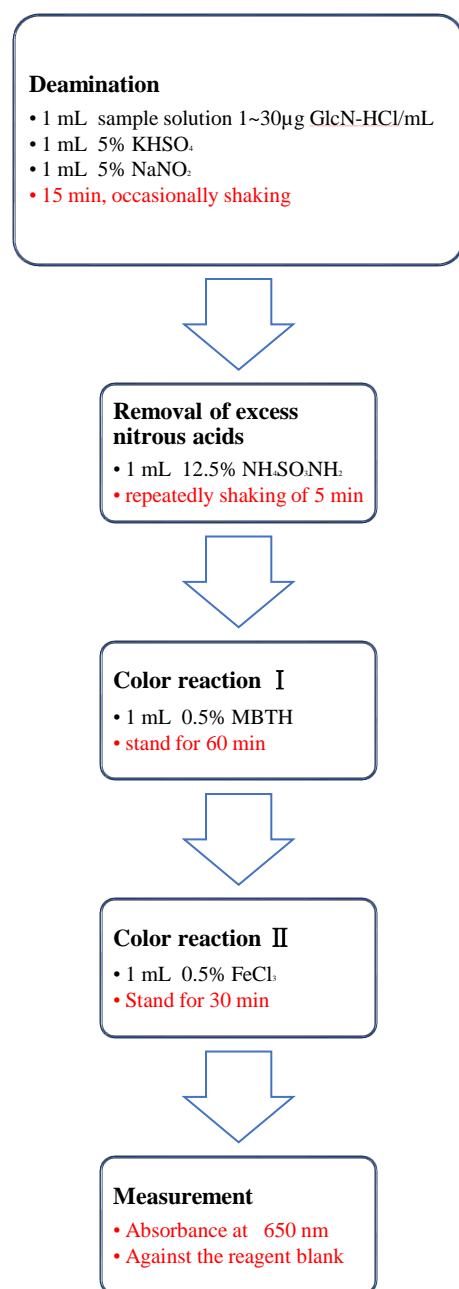 Deamination
• 1 mL sample solution 1~30µg GlcN-HCl/mL
• 1 mL 5% KHSO₄
• 1 mL 5% NaNO₂
• 15 min, occasionally shaking
Removal of excess
nitrous acids
• 1 mL 12.5% NH₄SO₃NH₂
• repeatedly shaking of 5 min
Color reaction Ⅰ
• 1 mL 0.5% MBTH
• stand for 60 min
Color reaction Ⅱ
• 1 mL 0.5% FeCl₃
• Stand for 30 min
Measurement
• Absorbance at 650 nm
• Against the reagent blank